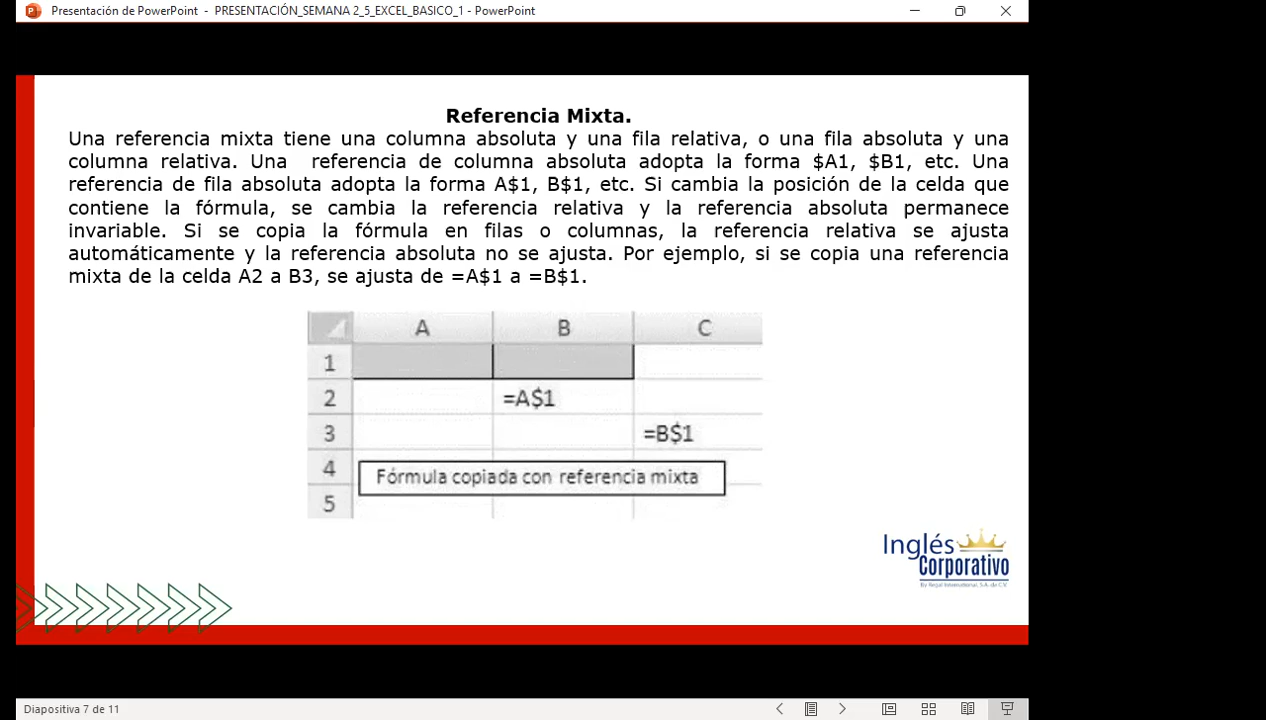 Presentación de PowerPoint - PRESENTACIÓN_SEMANA 2_5_EXCEL_BASICO_1 - PowerPoint
Referencia Mixta.
Una referencia mixta tiene una columna absoluta y una fila relativa, o una fila absoluta y una
columna relativa. Una referencia de columna absoluta adopta la forma $A1, $B1, etc. Una
referencia de fila absoluta adopta la forma A$1, B$1, etc. Si cambia la posición de la celda que
contiene la fórmula, se cambia la referencia relativa y la referencia absoluta permanece
invariable. Si se copia la fórmula en filas o columnas, la referencia relativa se ajusta
automáticamente y la referencia absoluta no se ajusta. Por ejemplo, si se copia una referencia
mixta de la celda A2 a B3, se ajusta de =A$1 a =B$1.
A B C
1
2 =A$1
3 =B$1
4 Fórmula copiada con referencia mixta
5
Inglés
Corporativo
By Regal International, S.A. de C.V.
Diapositiva 7 de 11